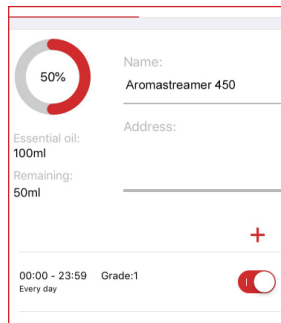 50%
Name:
Aromastreamer 450
Address:
Essential oil:
100ml
Remaining:
50ml
+
00:00 - 23:59 Grade:1
Every day